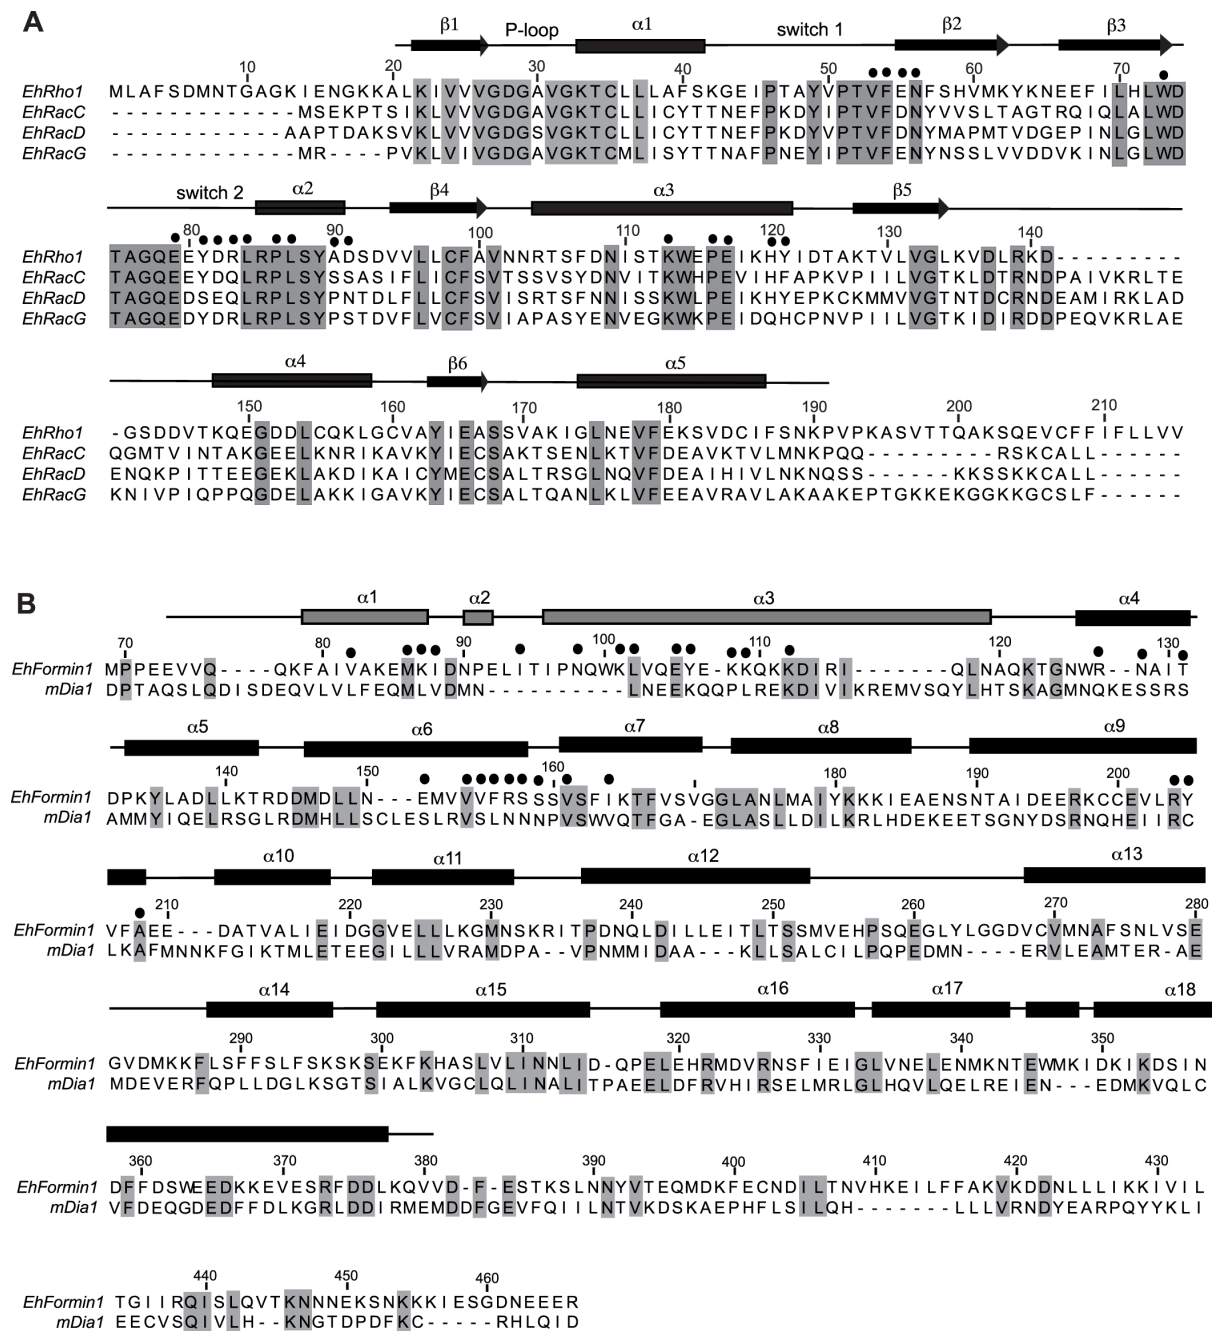 A
β1 P-loop α1 switch 1 β2 β3
10 20 30 40 50 60 70
EhRho1 MLAFSDMNTGAGKIENGKKALKIVVVGDGAVGKTCLLLAFSKGEIPTAYVPTVFENFSHVMKYKNEEFILHLWD
EhRacC -------------MSEKPTSIKLVVVGDGAVGKTCLLICYTTNEFPKDYIPTVFDNYVVSLTAGTRQIQLALWD
EhRacD ------------AAPTDAKSVKLVVVGDGSVGKTCLLICYTTNEFPKDYIPTVFDNYMAPMTVDGEPINLGLWD
EhRacG -------------MR----PVKLVIVGDGAVGKTCMLISYTTNAFPNEYIPTVFENYNSSLVVDDVKINLGLWD
switch 2 α2 β4 α3 β5
80 90 100 110 120 130 140
EhRho1 TAGQEEYDRLRPLSYADSDVVLLCFAVNNRTSFDNISTKWEPEIKHYIDTAKTVLVGLKVDLRKD---------
EhRacC TAGQEEYDQLRPLSYSSASIFLICFSVTSSVSYDNVITKWHPEVIHFAPKVPIILVGTKLDTRNDPAIVKRLTE
EhRacD TAGQEDSEQLRPLSYPNTDLFLLCFSVISRTSFNNISSKWLPEIKHYEPKCKMMVVGTNTDCRNDEAMIRKLAD
EhRacG TAGQEDYDRLRPLSYPSTDVFLVCFSVIAPASYENVEGKWKPEIDQHCPNVPIILVGTKIDLRDDPEQVKRLAE
α4 β6 α5
150 160 170 180 190 200 210
EhRho1 -GSDDVTKQEGDDLCQKLGCVAYIEASSVAKIGLNEVFEKSVDCIFSNKPVPKASVTTQAKSQEVCFFIFLLVV
EhRacC QGMTVINTAKGEELKNRIKAVKYIECSAKTSENLKTVFDEAVKTVLMNKPQQ---------RSKCALL------
EhRacD ENQKPITTEEGEKLAKDIKAICYMECSALTRSGLNQVFDEAIHIVLNKNQSS------KKSSKKCALL------
EhRacG KNIVPIQPPQGDELAKKIGAVKYIECSALTQANLKLVFEEAVRAVLAKAAKEPTGKKEKGGKKGCSLF------
B
α1 α2 α3 α4
70 80 90 100 110 120 130
EhFormin1 MPPEEVVQ----QKFAIVAKEMKIDNPELITIPNQWKLVQEYE-KKQKKDIRI-------QLNAQKTGNWR--NAIT
mDia1 DPTAQSLQDISDEQVLVLFEQMLVDMN----------LNEEKQQPLREKDIVIKREMVSQYLHTSKAGMNQKESSRS
α5 α6 α7 α8 α9
140 150 160 180 190 200
EhFormin1 DPKYLADLLKTRDDMDLLN---EMVVVFRSSSVSFIKTFVSVGGLANLMAIYKKKIEAENSNTAIDEERKCCEVLRY
mDia1 AMMYIQELRSGLRDMHLLSCLESLRVSLNNNPVSWVQTFGA-EGLASLLDILKRLHDEKEETSGNYDSRNQHEIIRC
α10 α11 α12 α13
210 220 230 240 250 260 270 280
EhFormin1 VFAEE---DATVALIEIDGGVELLLKGMNSKRITPDNQLDILLEITLTSSMVEHPSQEGLYLGGDVCVMNAFSNLVSE
mDia1 LKAFMNNKFGIKTMLETEEGILLLVRAMDPA--VPNMMIDAA---KLLSALCILPQPEDMN----ERVLEAMTER-AE
α14 α15 α16 α17 α18
290 300 310 320 330 340 350
EhFormin1 GVDMKKFLSFFSLFSKSKSEKFKHASLVLINNLID-QPELEHRMDVRNSFIEIGLVNELENMKNTEWMKIDKIKDSIN
mDia1 MDEVERFQPLLDGLKSGTSIALKVGCLQLINALITPAEELDFRVHIRSELMRLGLHQVLQELREIEN---EDMKVQLC
360 370 380 390 400 410 420 430
EhFormin1 DFFDSWEEDKKEVESRFDDLKQVVD-F-ESTKSLNNYVTEQMDKFECNDILTNVHKEILFFAKVKDDNLLLIKKIVIL
mDia1 VFDEQGDEDFFDLKGRLDDIRMEMDDFGEVFQIILNTVKDSKAEPHFLSILQH-------LLLVRNDYEARPQYYKLI
440 450 460
EhFormin1 TGIIRQISLQVTKNNNEKSNKKKIESGDNEEER
mDia1 EECVSQIVLH--KNGTDPDFKC-----RHLQID